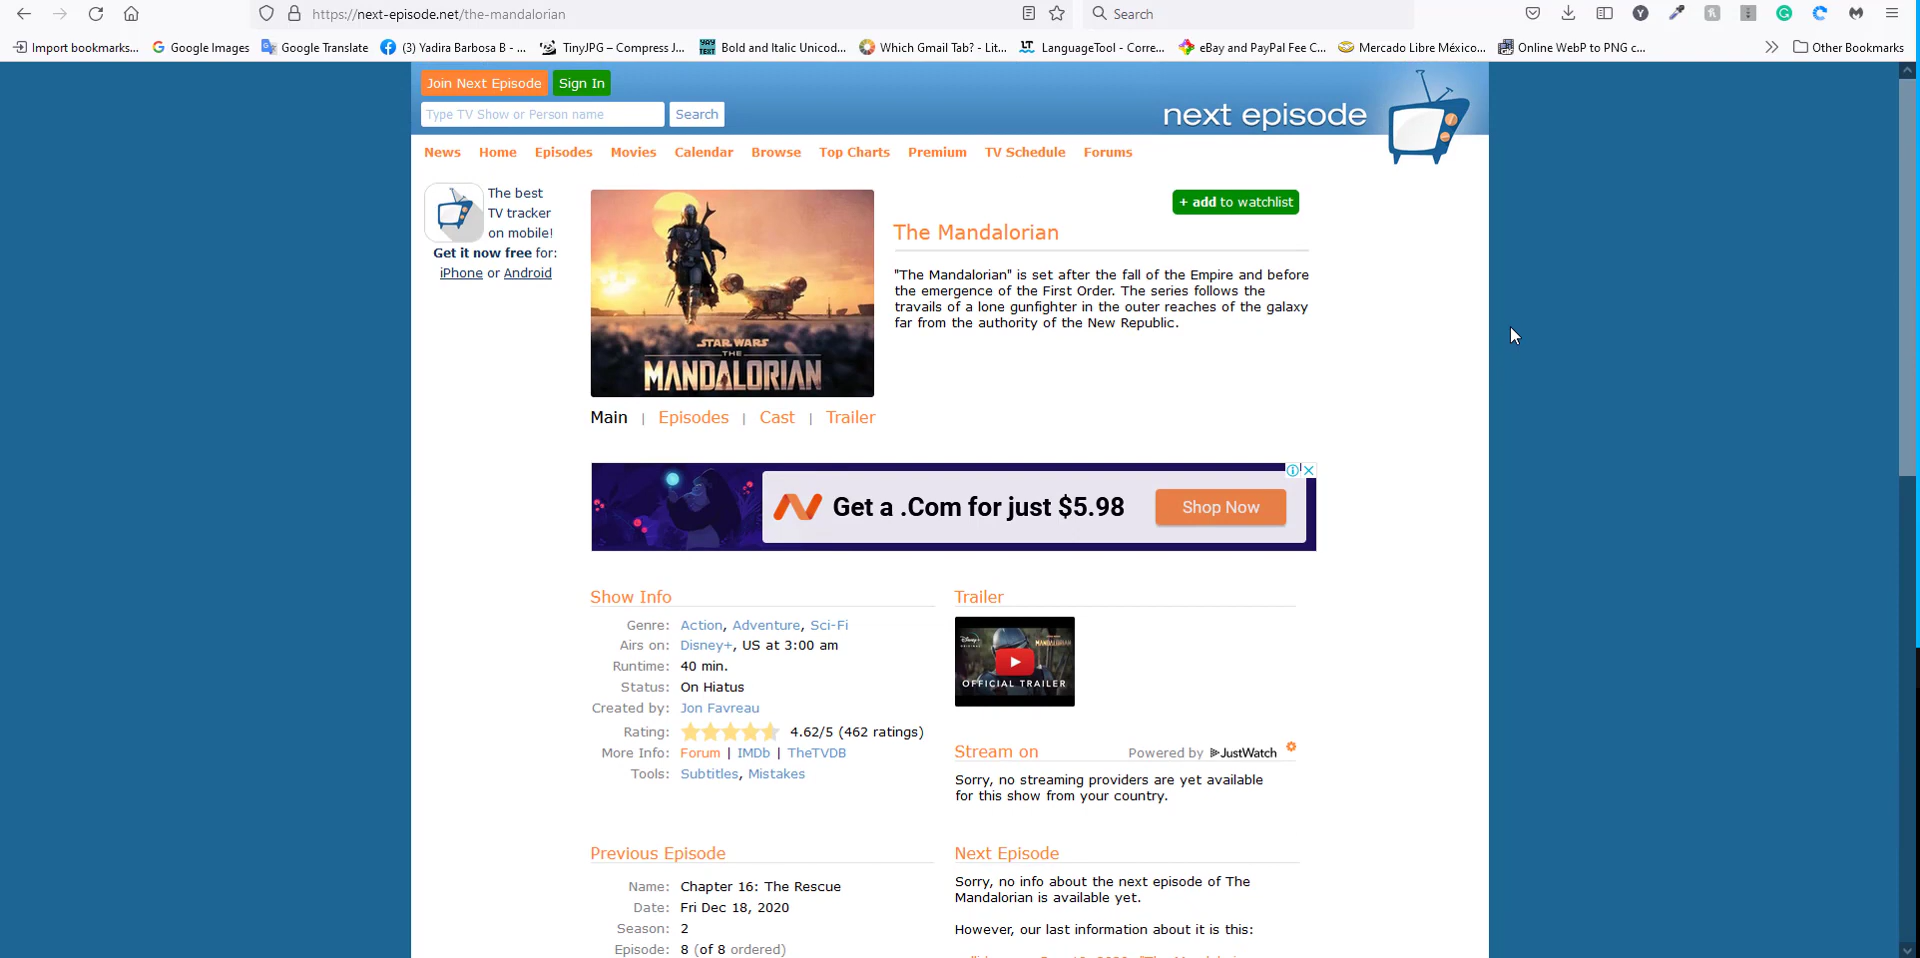 https://next-episode.net/the-mandalorian
Search
Import bookmarks...
Google Images
Google Translate
(3) Yadira Barbosa B - ...
TinyJPG – Compress J...
YAY TEXT
Bold and Italic Unicod...
Which Gmail Tab? - Lit...
LT
LanguageTool - Corre...
eBay and PayPal Fee C...
Mercado Libre México...
Online WebP to PNG c...
Other Bookmarks
Join Next Episode
Sign In
Type TV Show or Person name
Search
next episode
News
Home
Episodes
Movies
Calendar
Browse
Top Charts
Premium
TV Schedule
Forums
The best
TV tracker
on mobile!
Get it now free for:
iPhone or Android
STAR WARS
THE
MANDALORIAN
+ add to watchlist
The Mandalorian
"The Mandalorian" is set after the fall of the Empire and before
the emergence of the First Order. The series follows the
travails of a lone gunfighter in the outer reaches of the galaxy
far from the authority of the New Republic.
Main | Episodes | Cast | Trailer
Get a .Com for just $5.98
Shop Now
Show Info
Genre: Action, Adventure, Sci-Fi
Airs on: Disney+, US at 3:00 am
Runtime: 40 min.
Status: On Hiatus
Created by: Jon Favreau
Rating: 4.62/5 (462 ratings)
More Info: Forum | IMDb | TheTVDB
Tools: Subtitles, Mistakes
Trailer
Disney+
MANDALORIAN
OFFICIAL TRAILER
Stream on
Powered by JustWatch
Sorry, no streaming providers are yet available
for this show from your country.
Previous Episode
Name: Chapter 16: The Rescue
Date: Fri Dec 18, 2020
Season: 2
Episode: 8 (of 8 ordered)
Next Episode
Sorry, no info about the next episode of The
Mandalorian is available yet.
However, our last information about it is this: